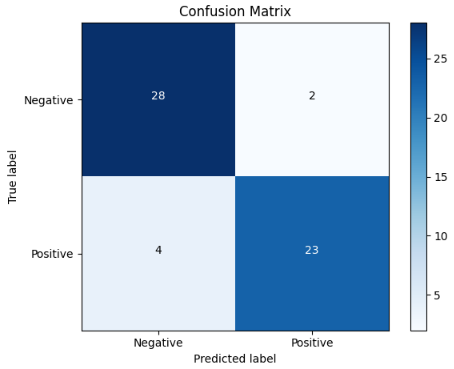 Confusion Matrix
Negative
28
2
25
20
15
10
5
True label
Positive
4
23
Negative
Positive
Predicted label